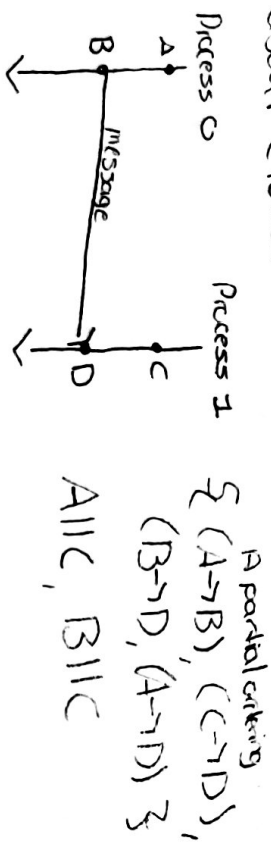 Process 0
Process 1
A
C
B
message
D
A partial ordering
{(A→B), (C→D),
(B→D, (A→D)}
A||C, B||C